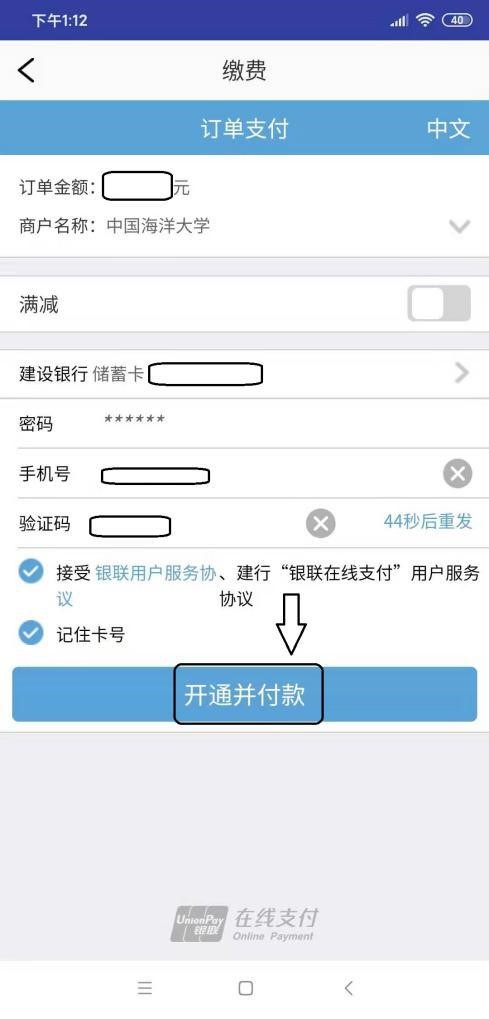 下午1:12
40
缴费
订单支付 中文
订单金额： 元
商户名称：中国海洋大学
满减
建设银行 储蓄卡
密码 ******
手机号
验证码 44秒后重发
接受 银联用户服务协、建行“银联在线支付”用户服务
议 协议
记住卡号
开通并付款
UnionPay 在线支付
银联 Online Payment